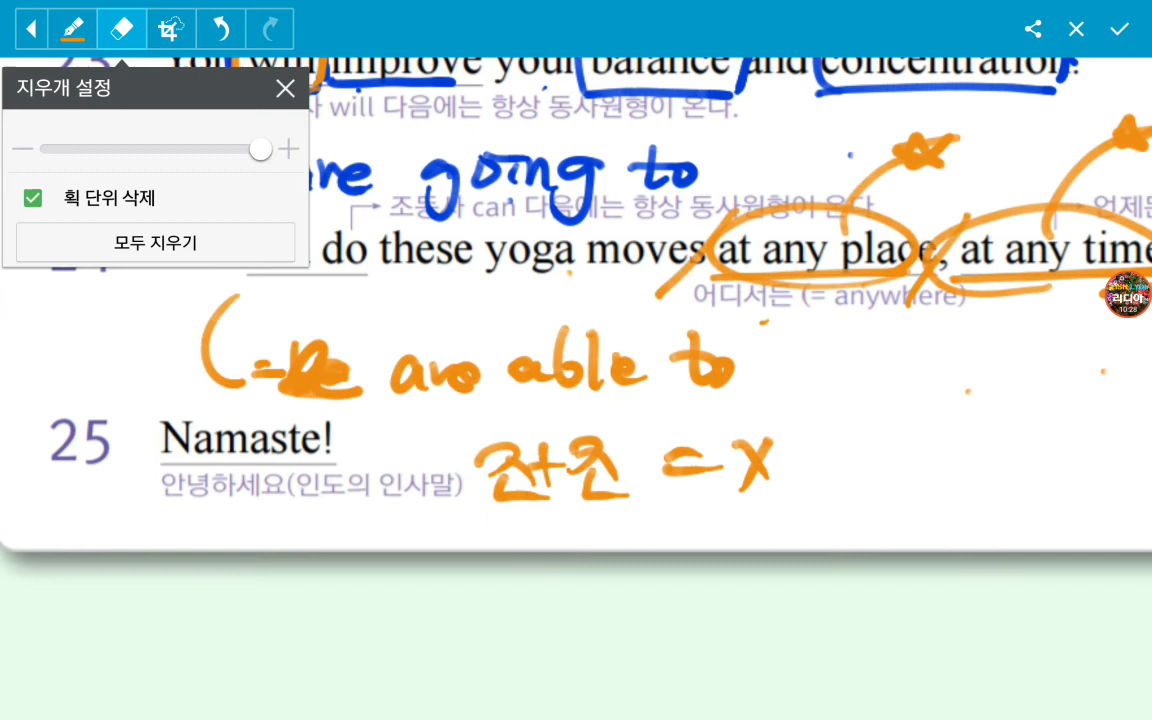 You will improve your balance and concentration!
지우개 설정
will 다음에는 항상 동사원형이 온다.
are going to
획 단위 삭제
조동사 can 다음에는 항상 동사원형이 온다
모두 지우기
do these yoga moves at any place, at any time
어디서든 (= anywhere)
리디아
10:28
are able to
25 Namaste!
안녕하세요(인도의 인사말)
조+조 = X